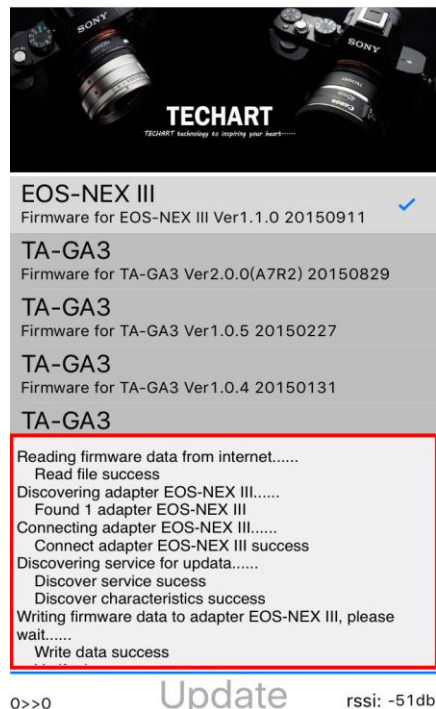 SONY
SONY
TECHART
TECHART technology to inspiring your heart······
EOS-NEX III
Firmware for EOS-NEX III Ver1.1.0 20150911
TA-GA3
Firmware for TA-GA3 Ver2.0.0(A7R2) 20150829
TA-GA3
Firmware for TA-GA3 Ver1.0.5 20150227
TA-GA3
Firmware for TA-GA3 Ver1.0.4 20150131
TA-GA3
Reading firmware data from internet......
Read file success
Discovering adapter EOS-NEX III......
Found 1 adapter EOS-NEX III
Connecting adapter EOS-NEX III......
Connect adapter EOS-NEX III success
Discovering service for updata......
Discover service sucess
Discover characteristics success
Writing firmware data to adapter EOS-NEX III, please
wait......
Write data success
0>>0 Update rssi: -51db